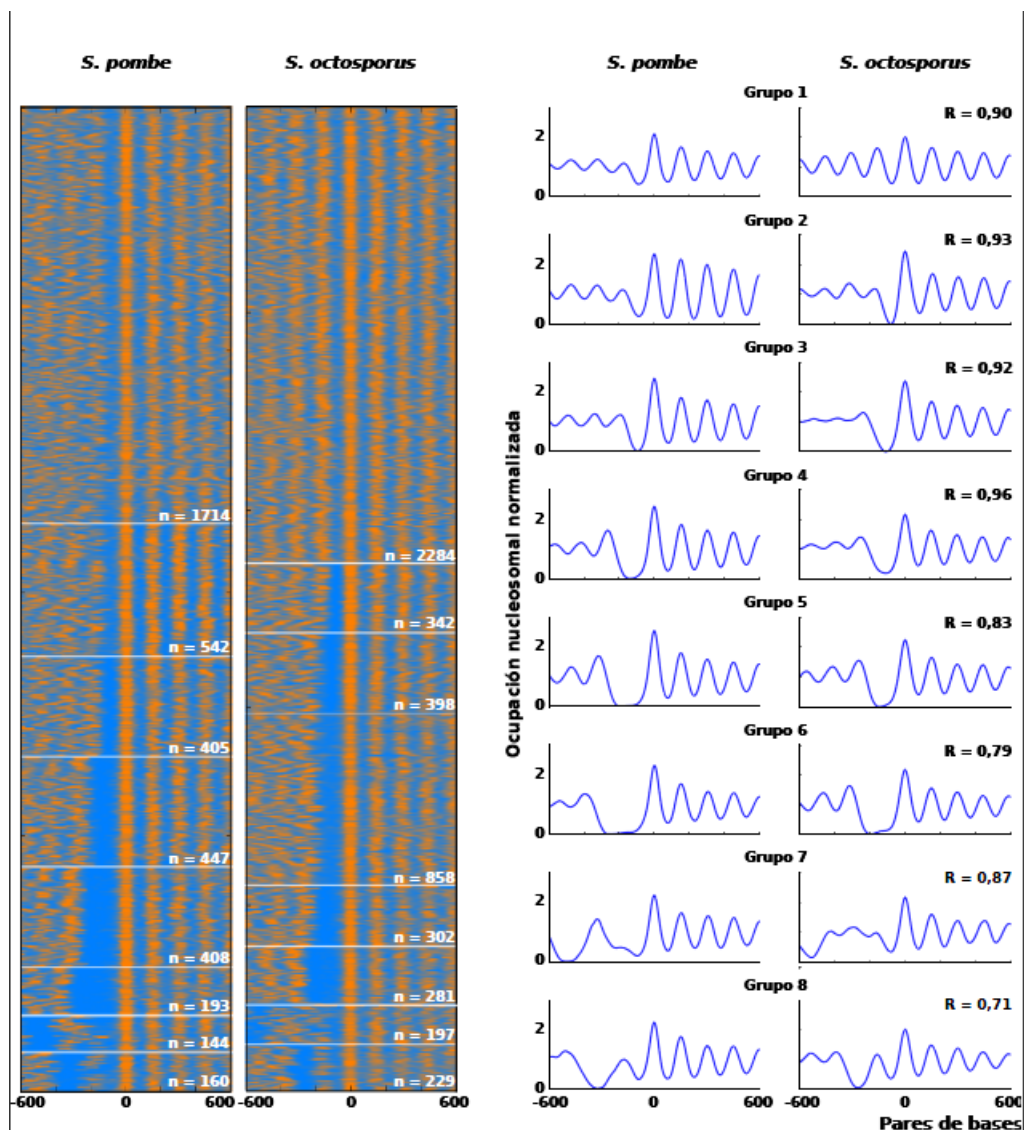 S. pombe
S. octosporus
n = 1714
n = 542
n = 405
n = 447
n = 408
n = 193
n = 144
n = 160
-600 0 600
n = 2284
n = 342
n = 398
n = 858
n = 302
n = 281
n = 197
n = 229
-600 0 600
S. pombe
S. octosporus
Ocupación nucleosomal normalizada
Grupo 1
R = 0,90
2
0
Grupo 2
R = 0,93
2
0
Grupo 3
R = 0,92
2
0
Grupo 4
R = 0,96
2
0
Grupo 5
R = 0,83
2
0
Grupo 6
R = 0,79
2
0
Grupo 7
R = 0,87
2
0
Grupo 8
R = 0,71
2
0
-600 0 600
-600 0 600
Pares de bases